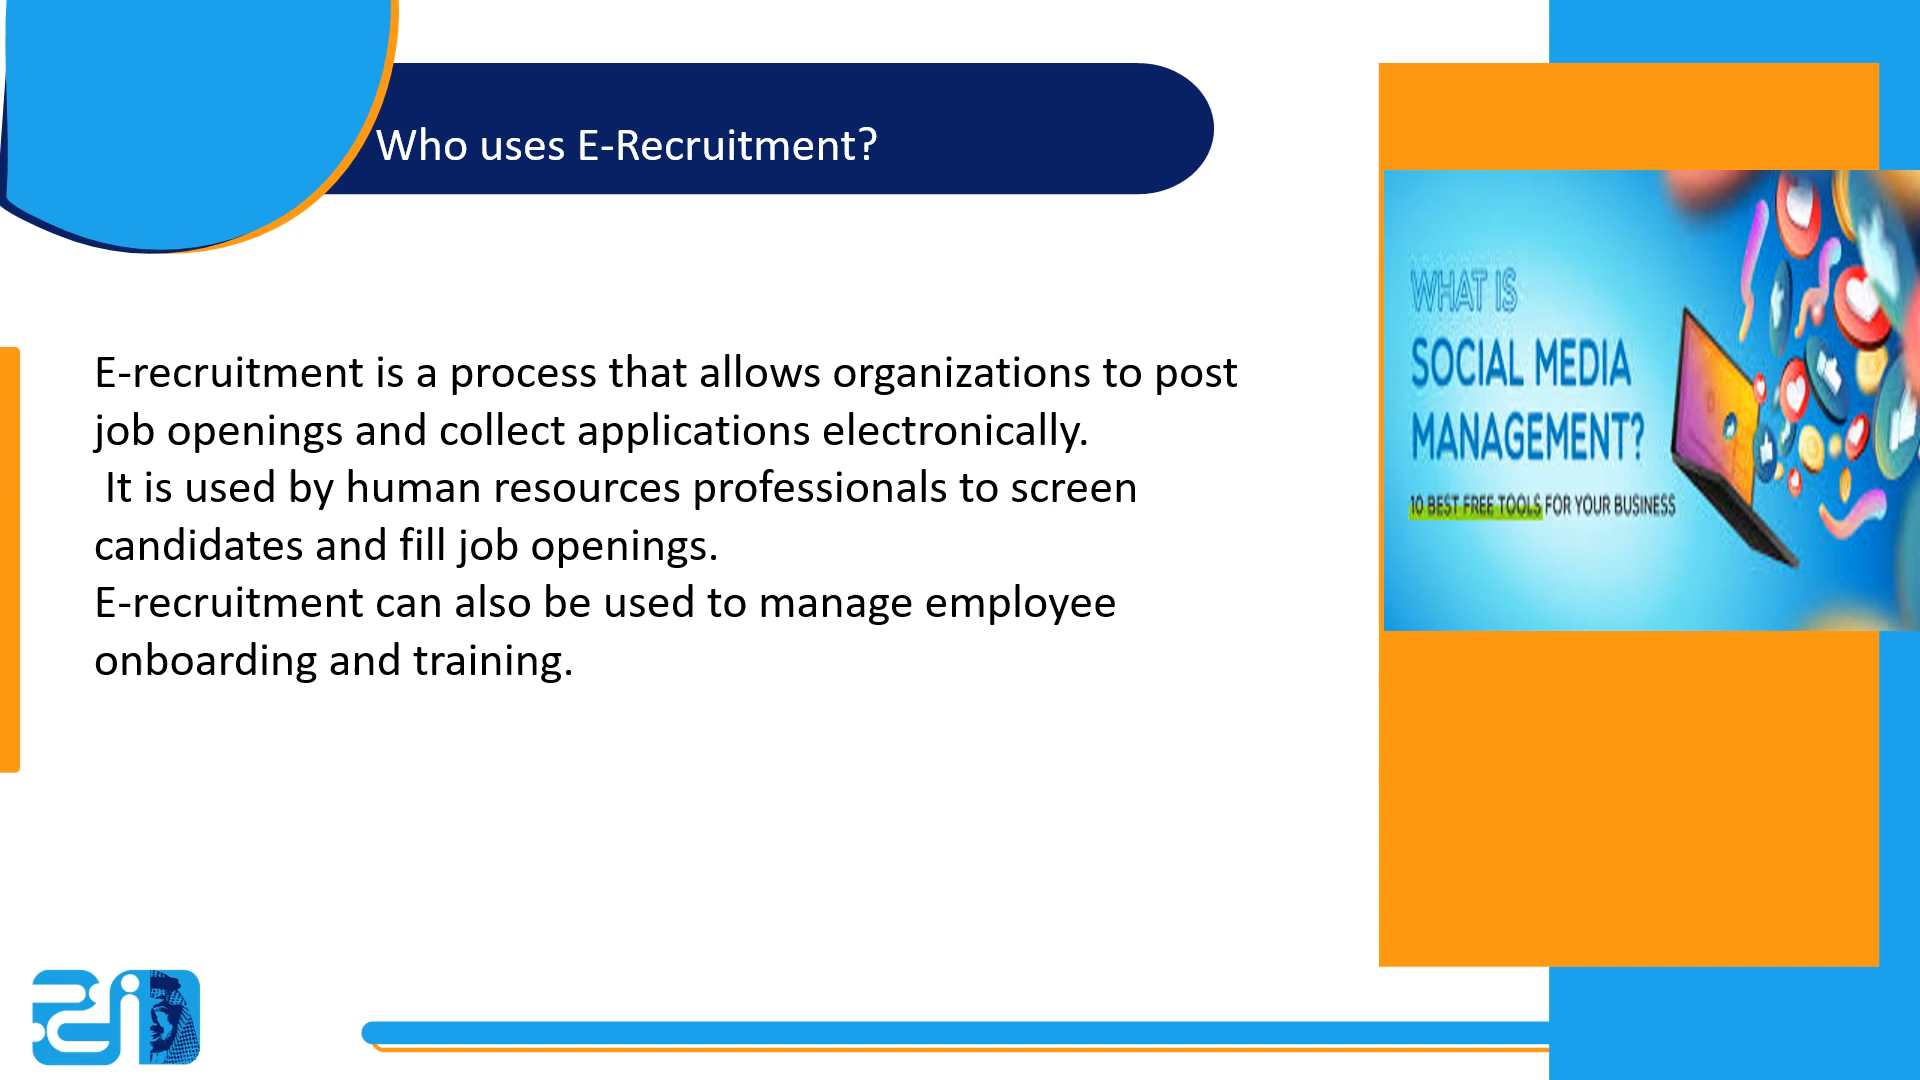 Who uses E-Recruitment?
E-recruitment is a process that allows organizations to post
job openings and collect applications electronically.
It is used by human resources professionals to screen
candidates and fill job openings.
E-recruitment can also be used to manage employee
onboarding and training.
WHAT IS
SOCIAL MEDIA
MANAGEMENT?
10 BEST FREE TOOLS FOR YOUR BUSINESS